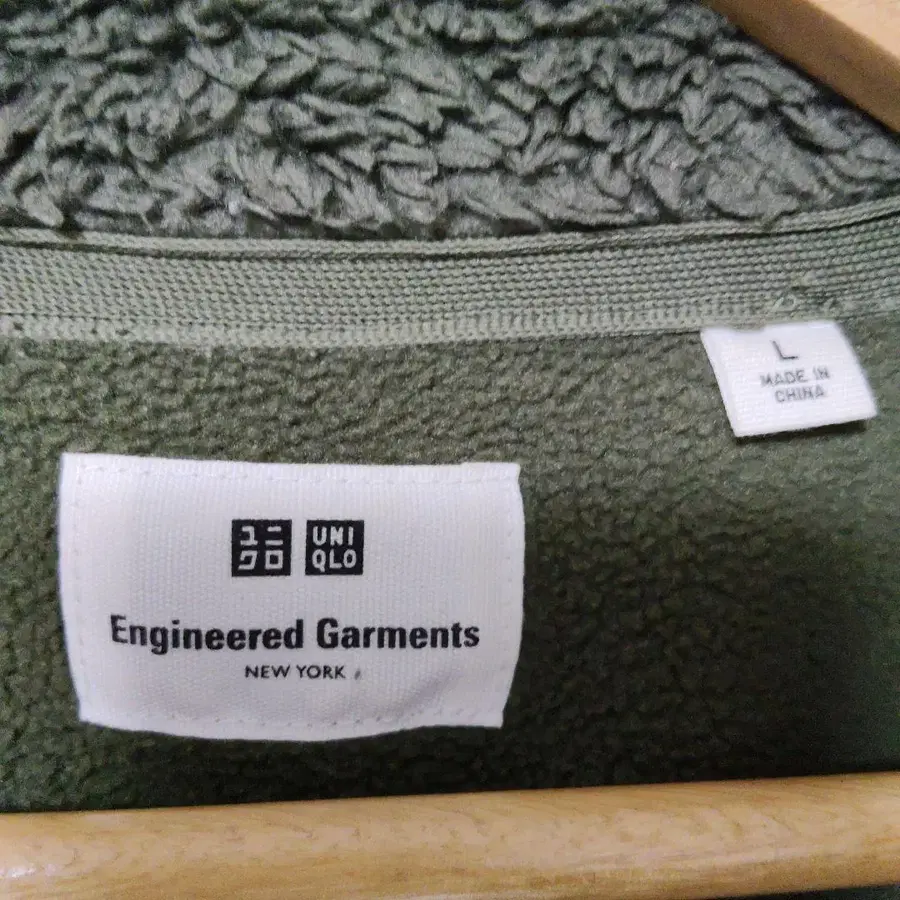 L
MADE IN
CHINA
ユニ UNI
クロ QLO
Engineered Garments
NEW YORK